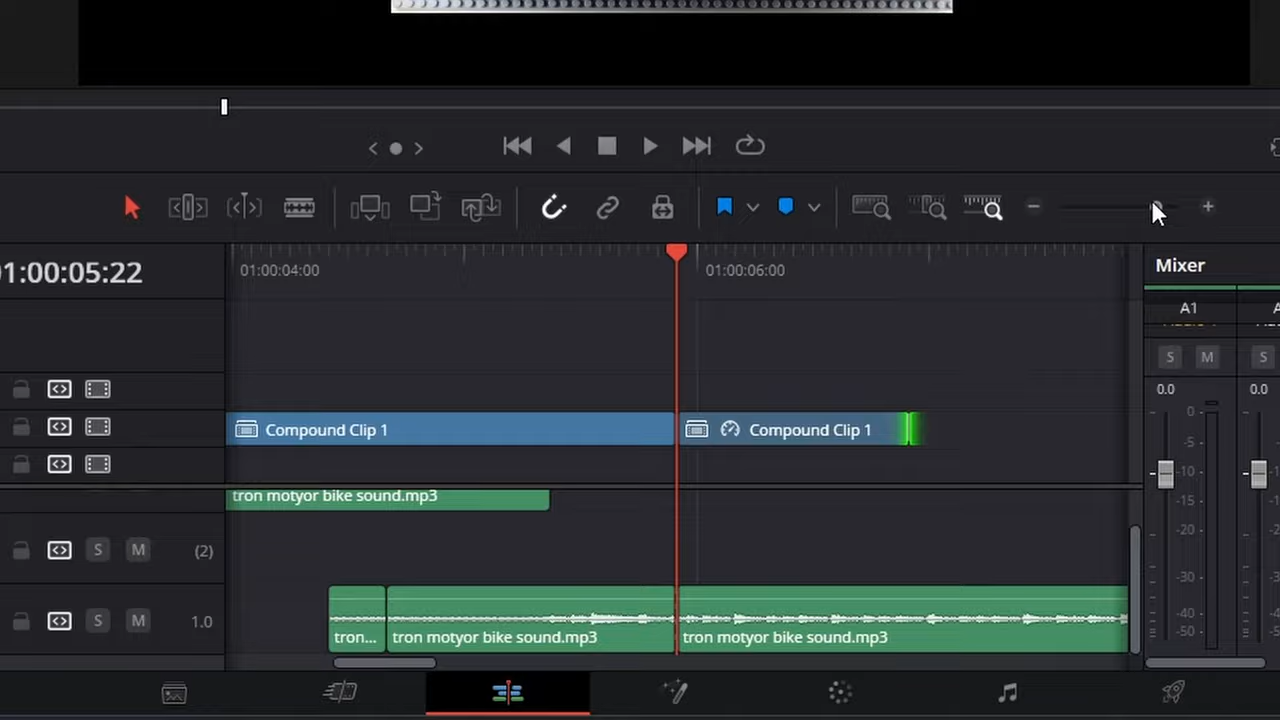 01:00:05:22
01:00:04:00
01:00:06:00
Mixer
A1
S M S
0.0 0.0
Compound Clip 1
Compound Clip 1
0
-5
-10
-15
-20
-30
-40
-50
tron motyor bike sound.mp3
S M (2)
S M 1.0
tron...
tron motyor bike sound.mp3
tron motyor bike sound.mp3